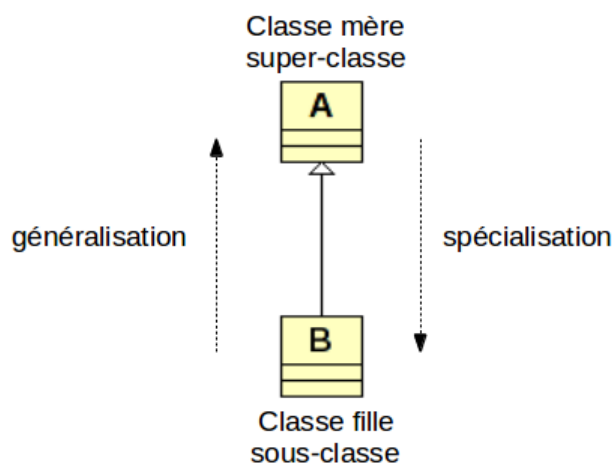 Classe mère
super-classe
A
généralisation
spécialisation
B
Classe fille
sous-classe